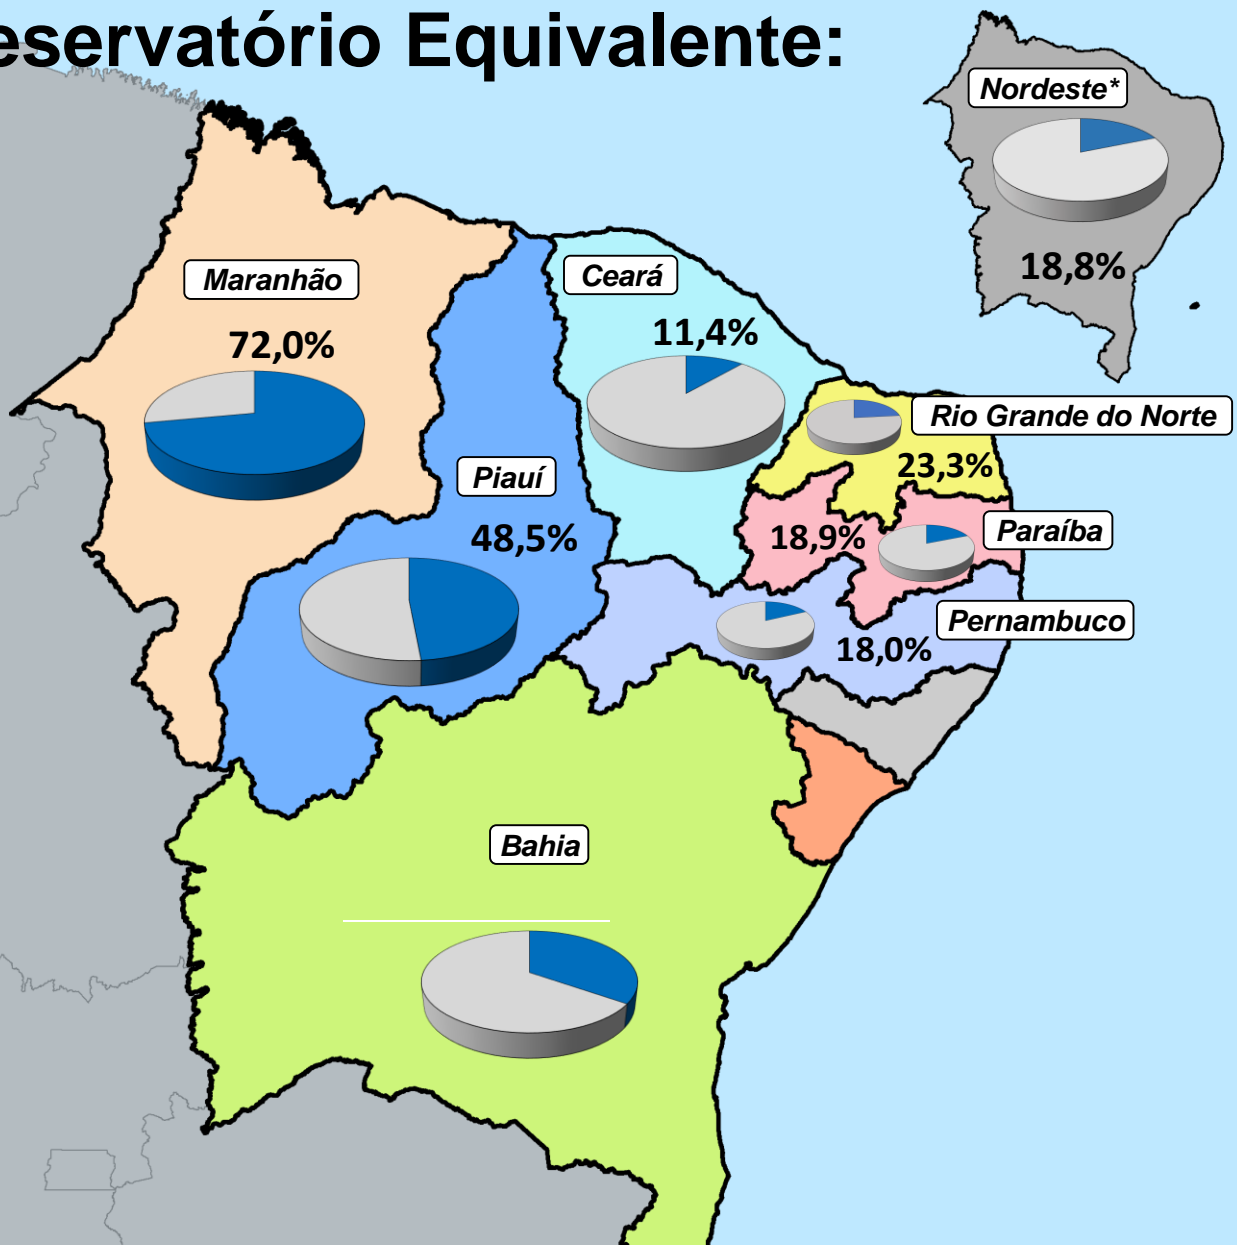 eservatório Equivalente:
Nordeste*
18,8%
Maranhão
72,0%
Ceará
11,4%
Rio Grande do Norte
23,3%
Piauí
48,5%
Paraíba
18,9%
Pernambuco
18,0%
Bahia